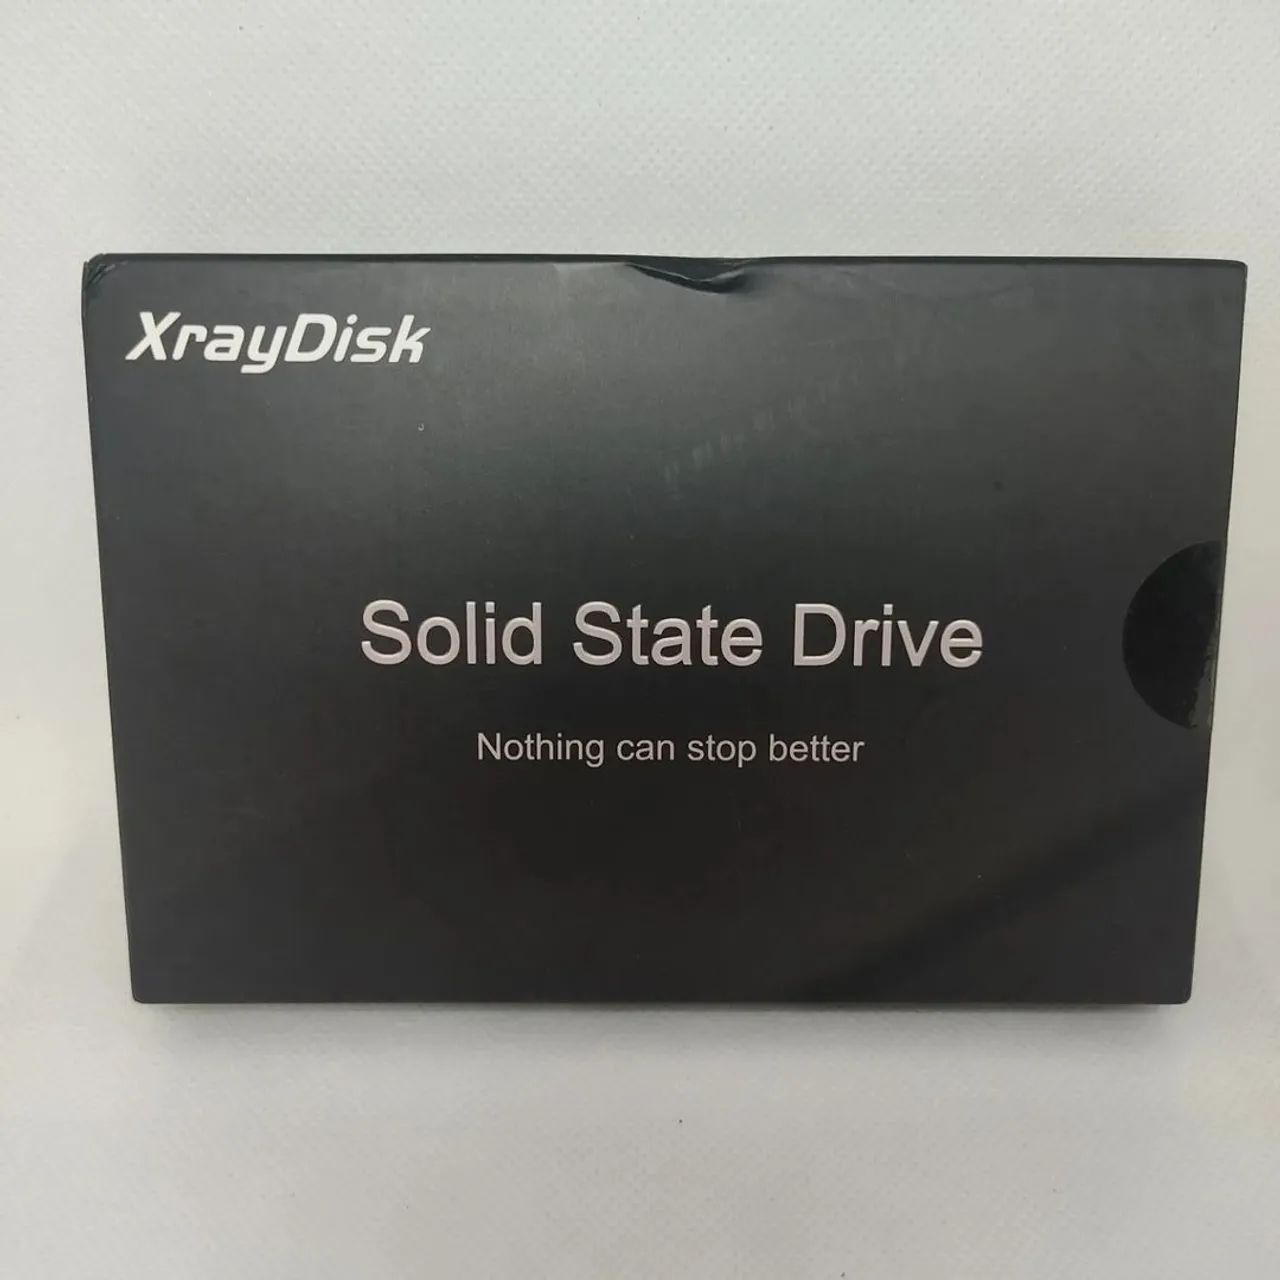 XrayDisk
Solid State Drive
Nothing can stop better